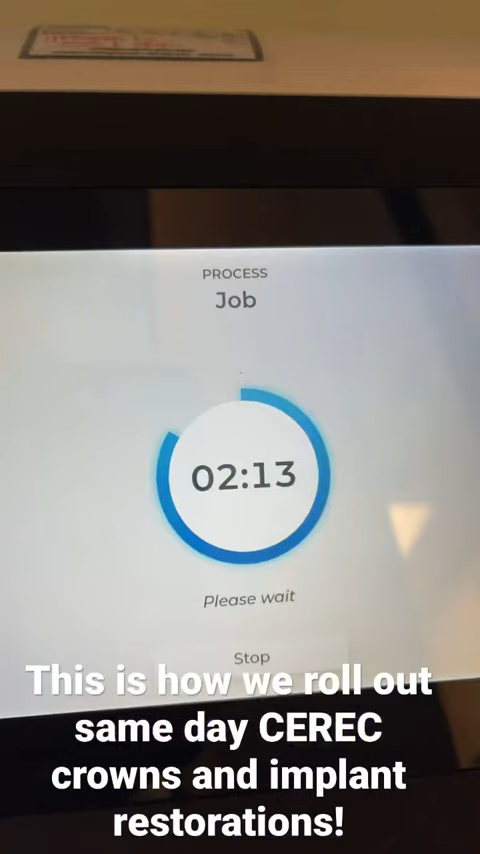 PROCESS
Job
02:13
Please wait
Stop
This is how we roll out
same day CEREC
crowns and implant
restorations!